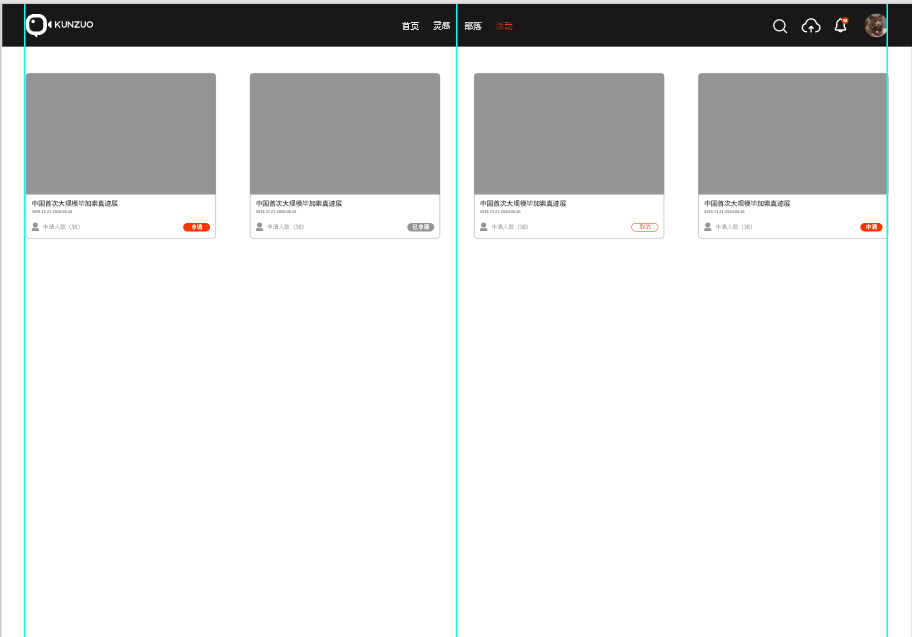 KUNZUO
首页 灵感 部落 活动
中国首次大规模毕加索真迹展
2019.11.21-2020.03.20
申请人数（38） 申请
中国首次大规模毕加索真迹展
2019.11.21-2020.03.20
申请人数（38） 已申请
中国首次大规模毕加索真迹展
2019.11.21-2020.03.20
申请人数（38） 取消
中国首次大规模毕加索真迹展
2019.11.21-2020.03.20
申请人数（38） 申请